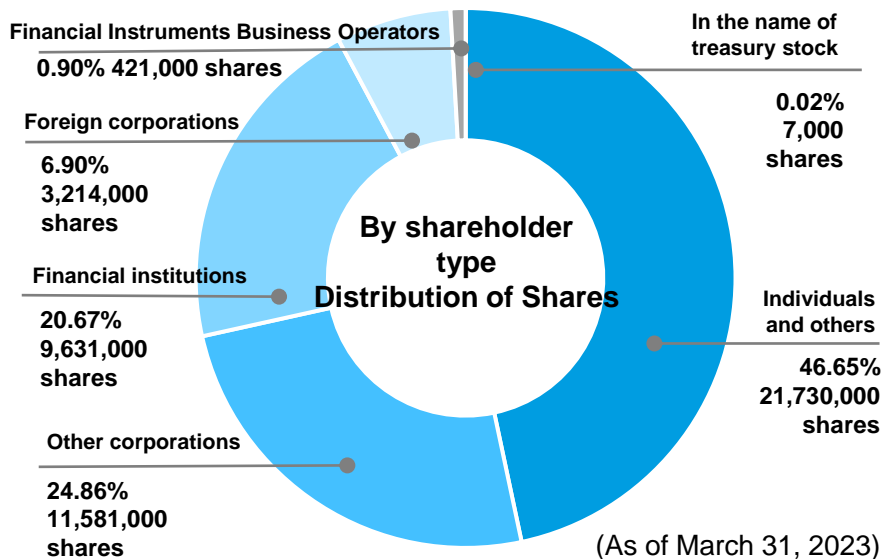 Financial Instruments Business Operators
0.90% 421,000 shares
Foreign corporations
6.90%
3,214,000
shares
Financial institutions
20.67%
9,631,000
shares
Other corporations
24.86%
11,581,000
shares
By shareholder
type
Distribution of Shares
In the name of
treasury stock
0.02%
7,000
shares
Individuals
and others
46.65%
21,730,000
shares
(As of March 31, 2023)